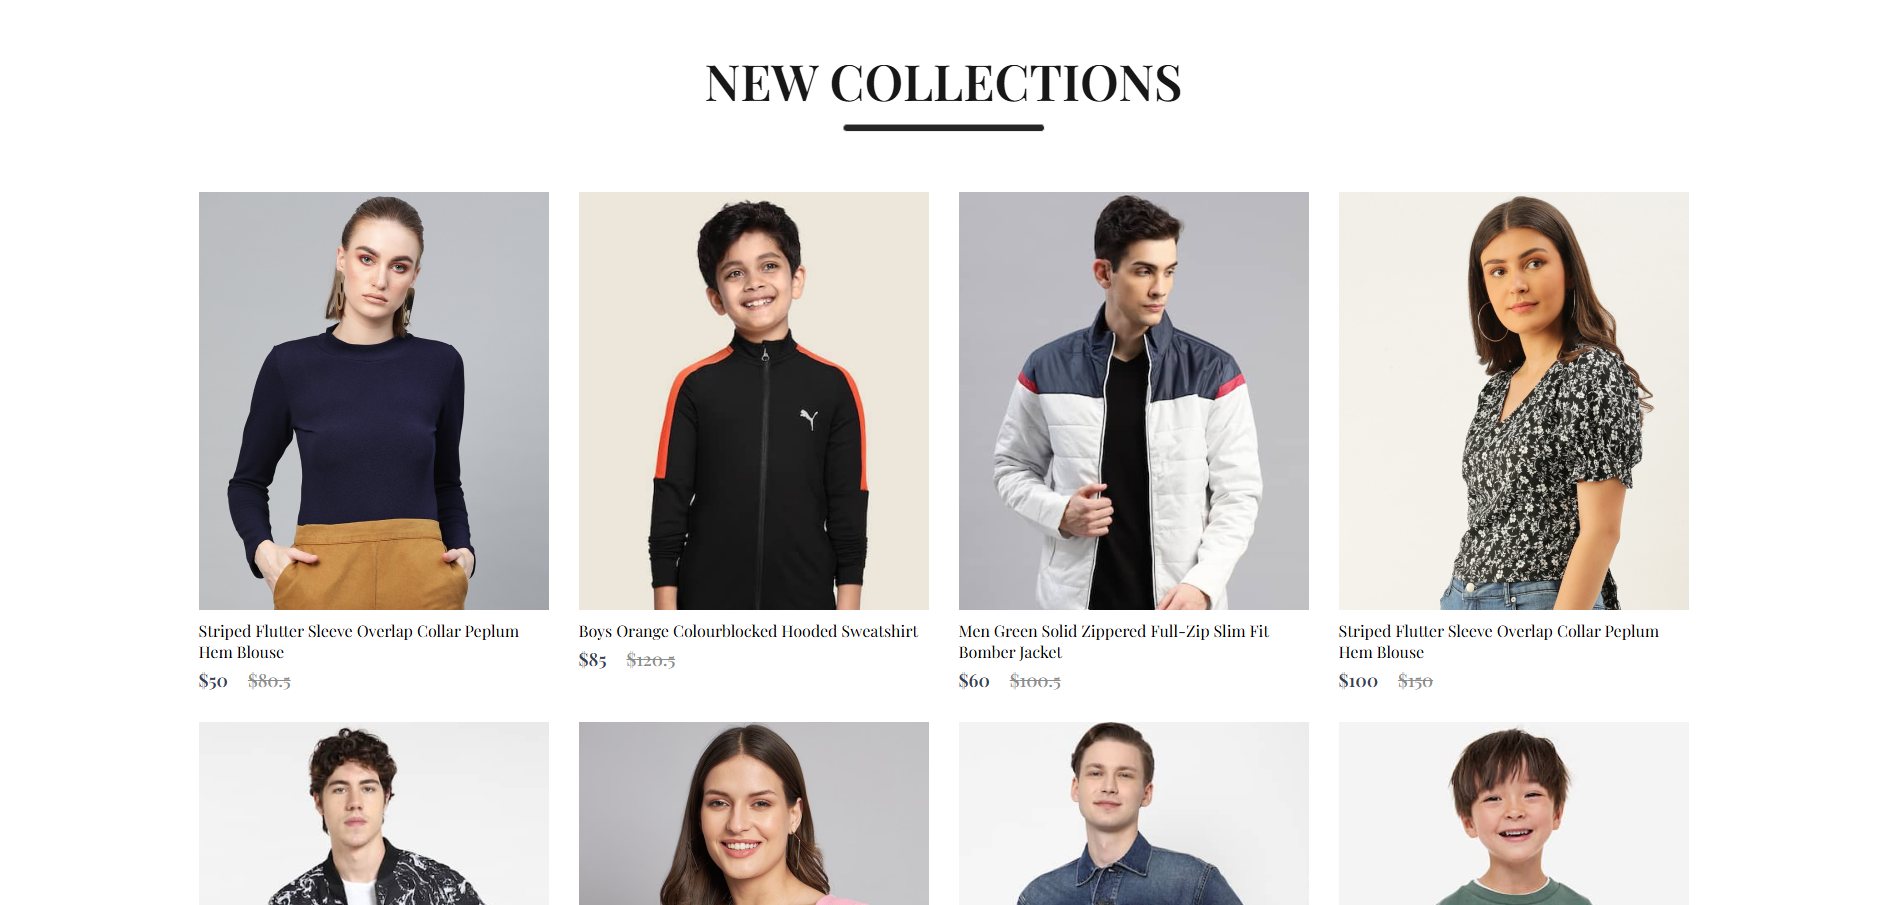 NEW COLLECTIONS
Striped Flutter Sleeve Overlap Collar Peplum
Hem Blouse
$50 $80.5
Boys Orange Colourblocked Hooded Sweatshirt
$85 $120.5
Men Green Solid Zippered Full-Zip Slim Fit
Bomber Jacket
$60 $100.5
Striped Flutter Sleeve Overlap Collar Peplum
Hem Blouse
$100 $150